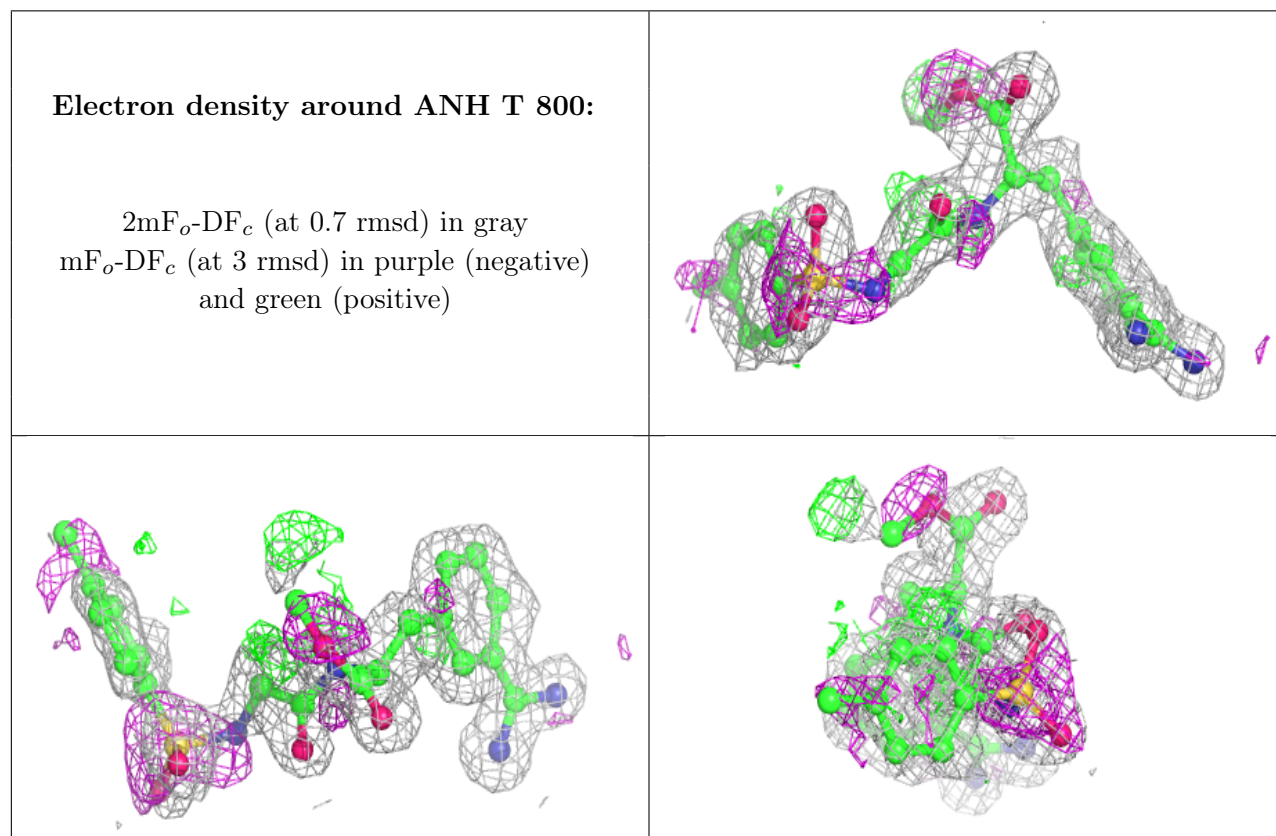 Electron density around ANH T 800:
2mFo-DFc (at 0.7 rmsd) in gray
mFo-DFc (at 3 rmsd) in purple (negative)
and green (positive)